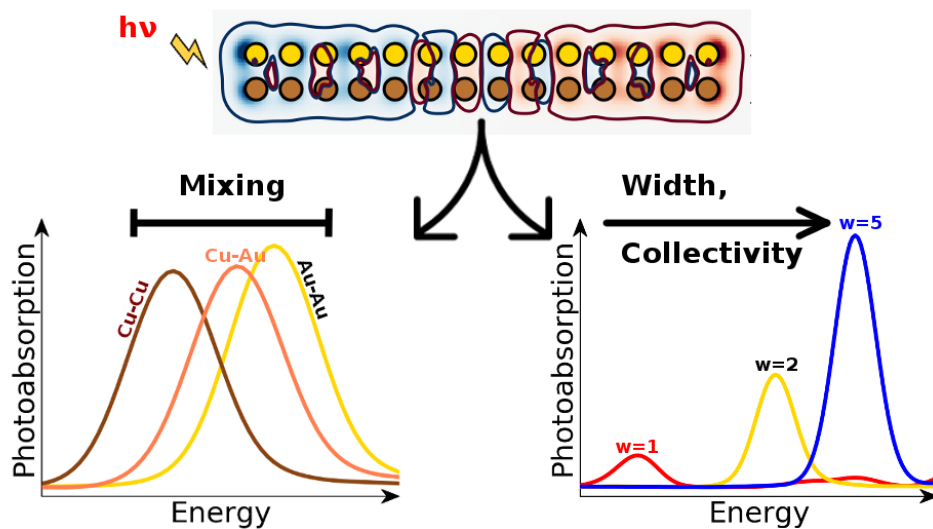 hν
Mixing
Width,
Collectivity
Photoabsorption
Cu-Cu
Cu-Au
Au-Au
Energy
Photoabsorption
w=1
w=2
w=5
Energy